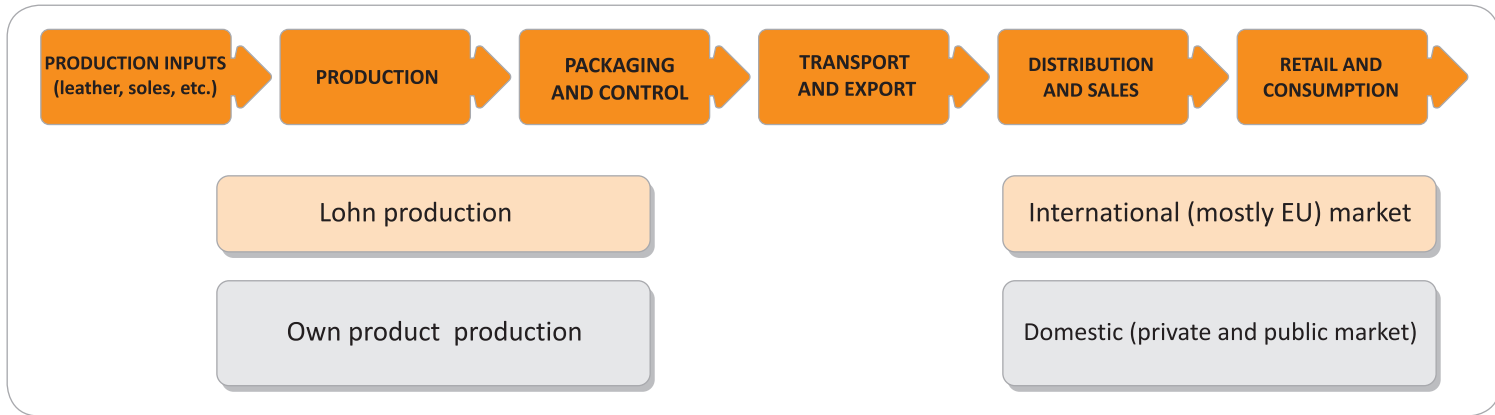 PRODUCTION INPUTS
(leather, soles, etc.)
PRODUCTION
PACKAGING
AND CONTROL
TRANSPORT
AND EXPORT
DISTRIBUTION
AND SALES
RETAIL AND
CONSUMPTION
Lohn production
International (mostly EU) market
Own product  production
Domestic (private and public market)